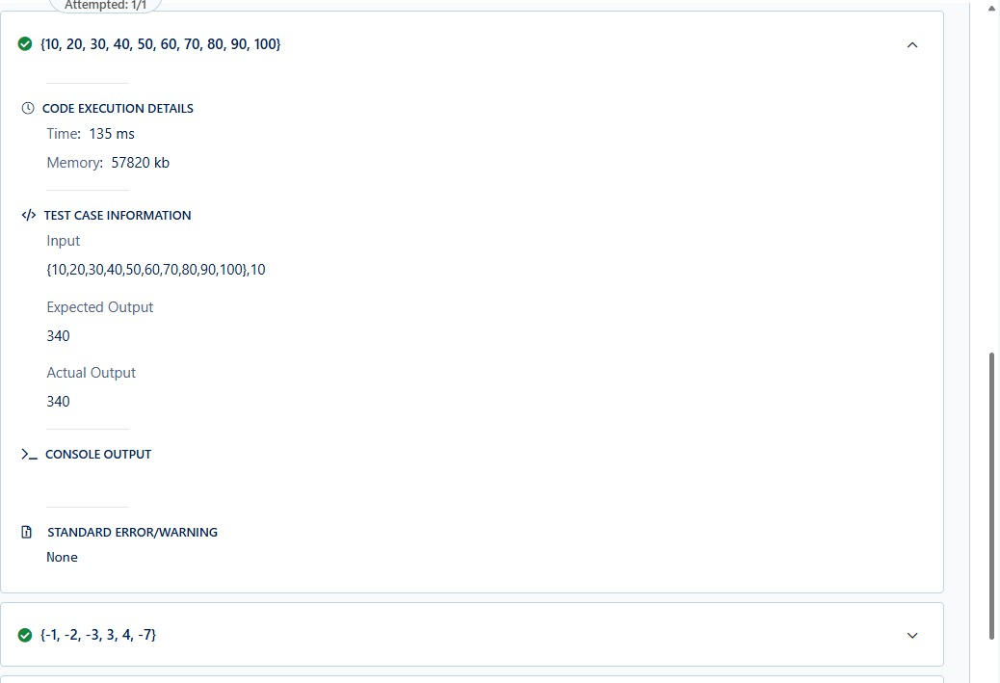 Attempted: 1/1
{10, 20, 30, 40, 50, 60, 70, 80, 90, 100}
CODE EXECUTION DETAILS
Time: 135 ms
Memory: 57820 kb
</> TEST CASE INFORMATION
Input
{10,20,30,40,50,60,70,80,90,100},10
Expected Output
340
Actual Output
340
>_ CONSOLE OUTPUT
STANDARD ERROR/WARNING
None
{-1, -2, -3, 3, 4, -7}